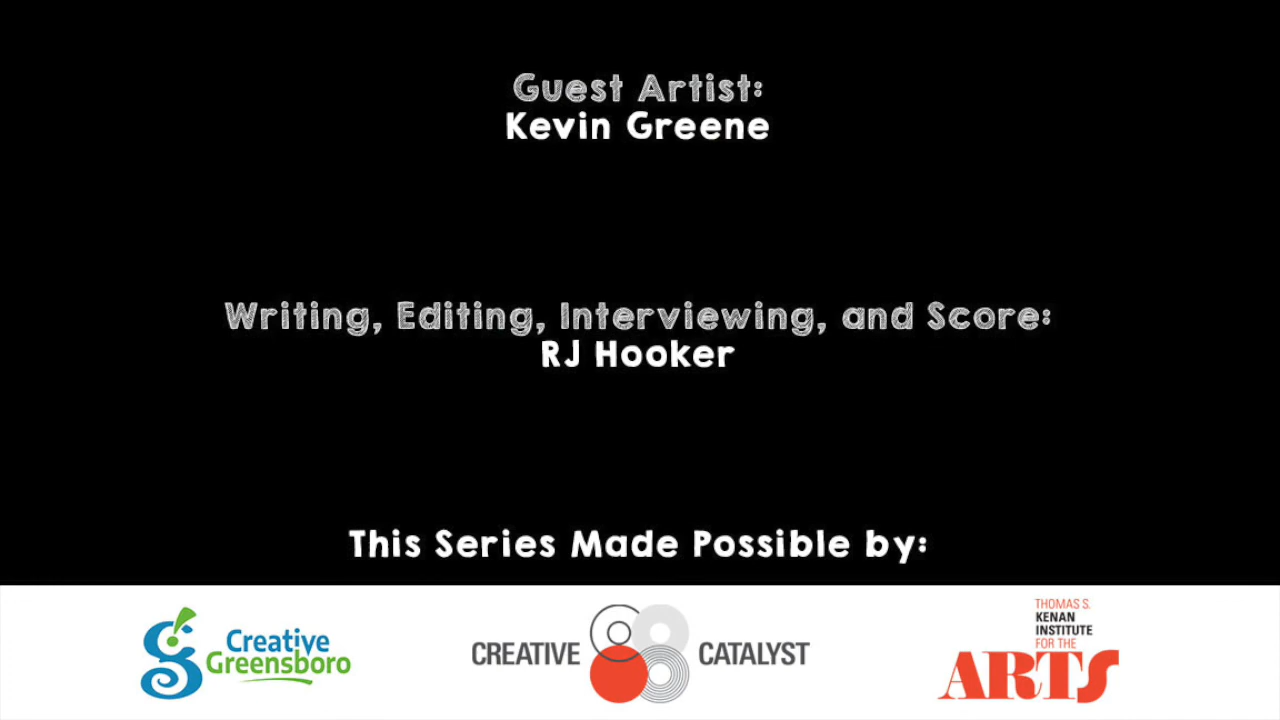 Guest Artist:
Kevin Greene
Writing, Editing, Interviewing, and Score:
RJ Hooker
This Series Made Possible by:
Creative
Greensboro
CREATIVE CATALYST
THOMAS S.
KENAN
INSTITUTE
FOR THE
ARTS